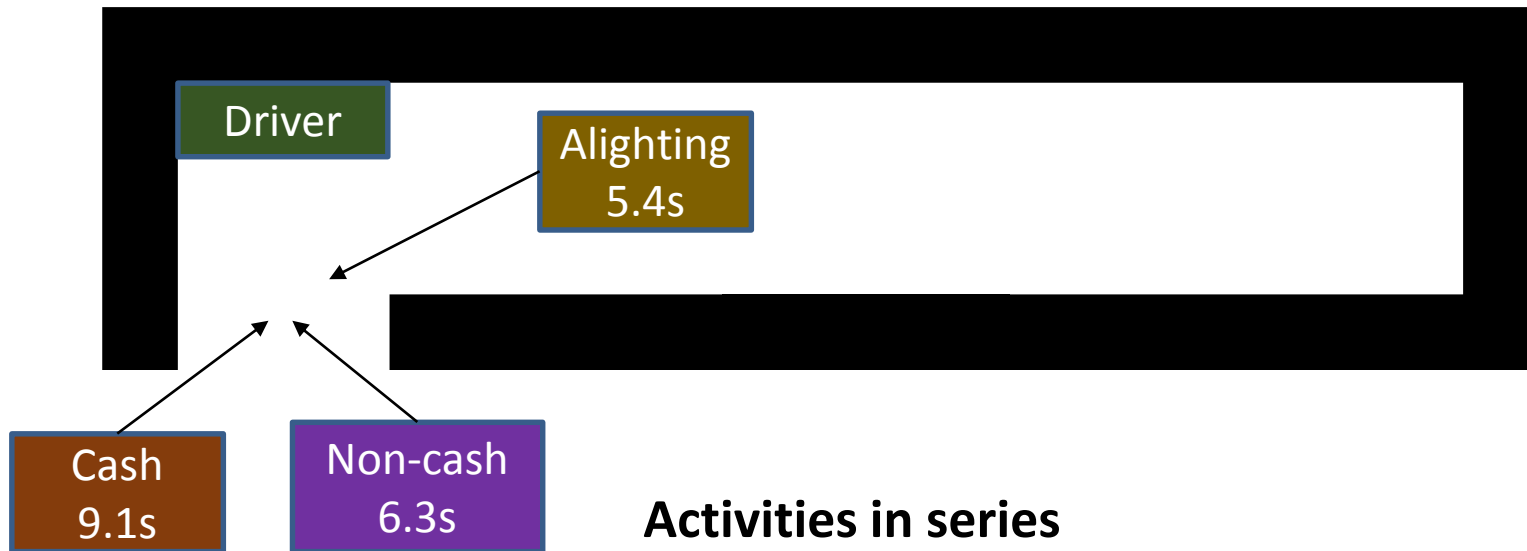 Driver
Alighting
5.4s
Cash
9.1s
Non-cash
6.3s
Activities in series